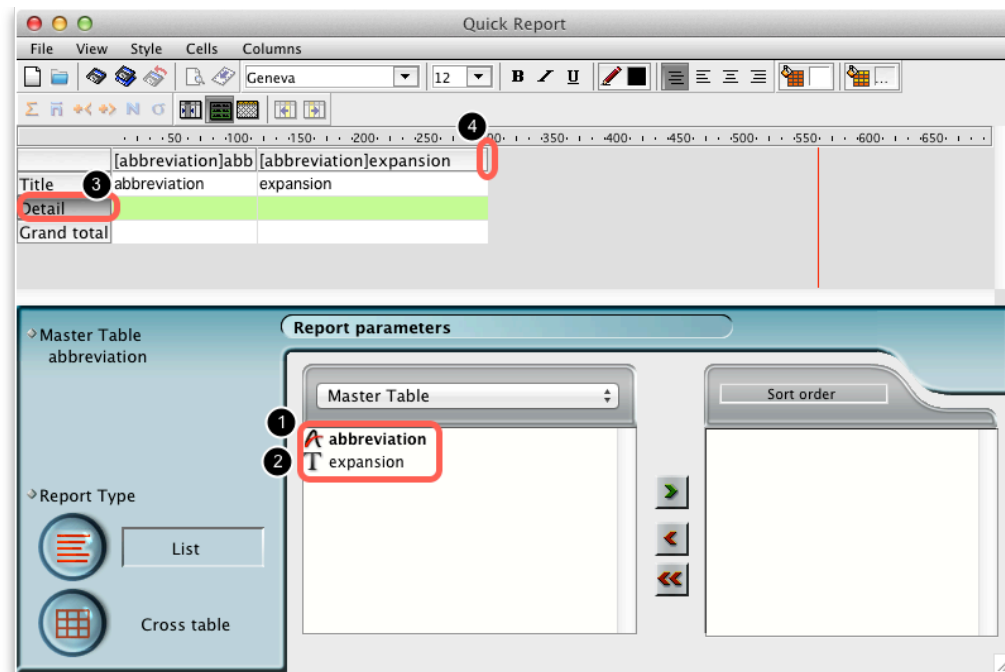 Quick Report
File View Style Cells Columns
Geneva 12 B I U ...
Σ N σ
50 100 150 200 250 00 350 400 450 500 550 600 650
4
[abbreviation]abb [abbreviation]expansion
Title 3 abbreviation expansion
Detail
Grand total
Master Table
abbreviation
Report parameters
Master Table
Sort order
1 abbreviation
2 T expansion
Report Type
List
Cross table